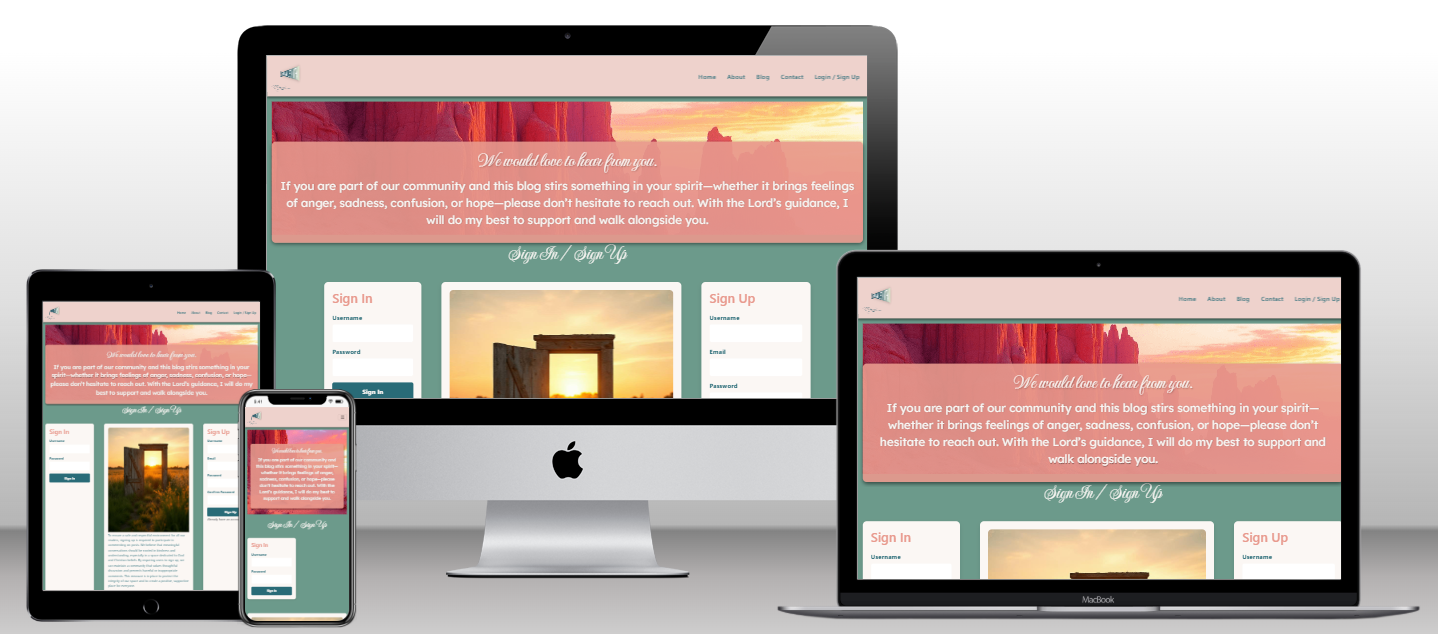 Home About Blog Contact Login / Sign Up
We would love to hear from you.
If you are part of our community and this blog stirs something in your spirit—whether it brings feelings
of anger, sadness, confusion, or hope—please don't hesitate to reach out. With the Lord's guidance, I
will do my best to support and walk alongside you.
Sign In / Sign Up
Sign In
Username
Password
Sign In
Sign Up
Username
Email
Password
Home About Blog Contact Login / Sign Up
We would love to hear from you.
If you are part of our community and this blog stirs something in your
spirit—whether it brings feelings of anger, sadness, confusion, or hope—
please don't hesitate to reach out. With the Lord's guidance, I will do my
best to support and walk alongside you.
Sign In / Sign Up
Sign In
Username
Password
Sign In
Sign Up
Username
Email
Password
Confirm Password
Sign Up
9:41
We would love to hear from you.
If you are part of our community and
this blog stirs something in your spirit—
whether it brings feelings of anger,
sadness, confusion, or hope—please
don't hesitate to reach out. With the
Lord's guidance, I will do my best to
support and walk alongside you.
Sign In / Sign Up
Sign In
Username
Password
Sign In
Home About Blog Contact Login / Sign Up
We would love to hear from you.
If you are part of our community and this blog stirs something in your spirit—
whether it brings feelings of anger, sadness, confusion, or hope—please don't
hesitate to reach out. With the Lord's guidance, I will do my best to support and
walk alongside you.
Sign In / Sign Up
Sign In
Username
Sign Up
Username
MacBook